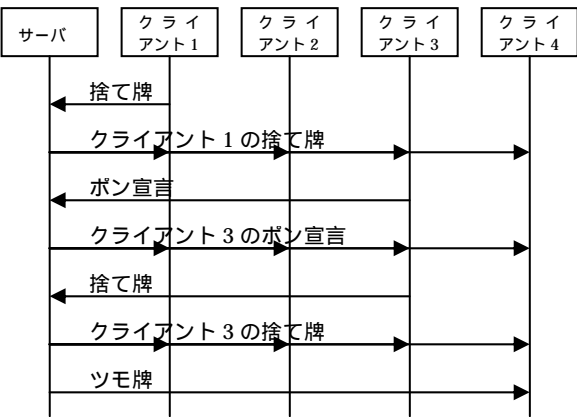 サーバ
クライ
アント1
クライ
アント2
クライ
アント3
クライ
アント4
捨て牌
クライアント1の捨て牌
ポン宣言
クライアント3のポン宣言
捨て牌
クライアント3の捨て牌
ツモ牌